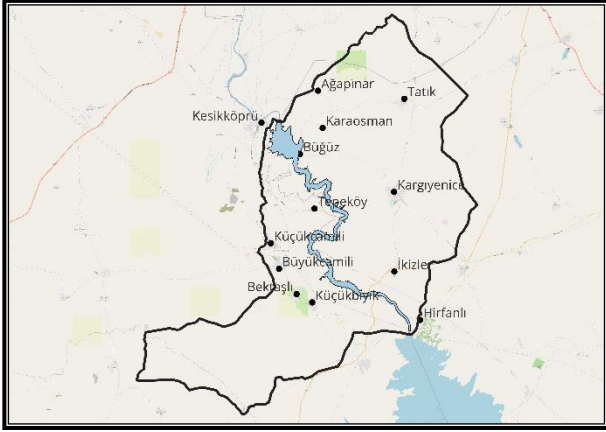 Ağapınar
Tatık
Kesikköprü
Karaosman
Büğüz
Kargıyenice
Tepeköy
Küçükcamili
Büyükcamili
İkizler
Bektaşlı
Küçükbıyık
Hirfanlı